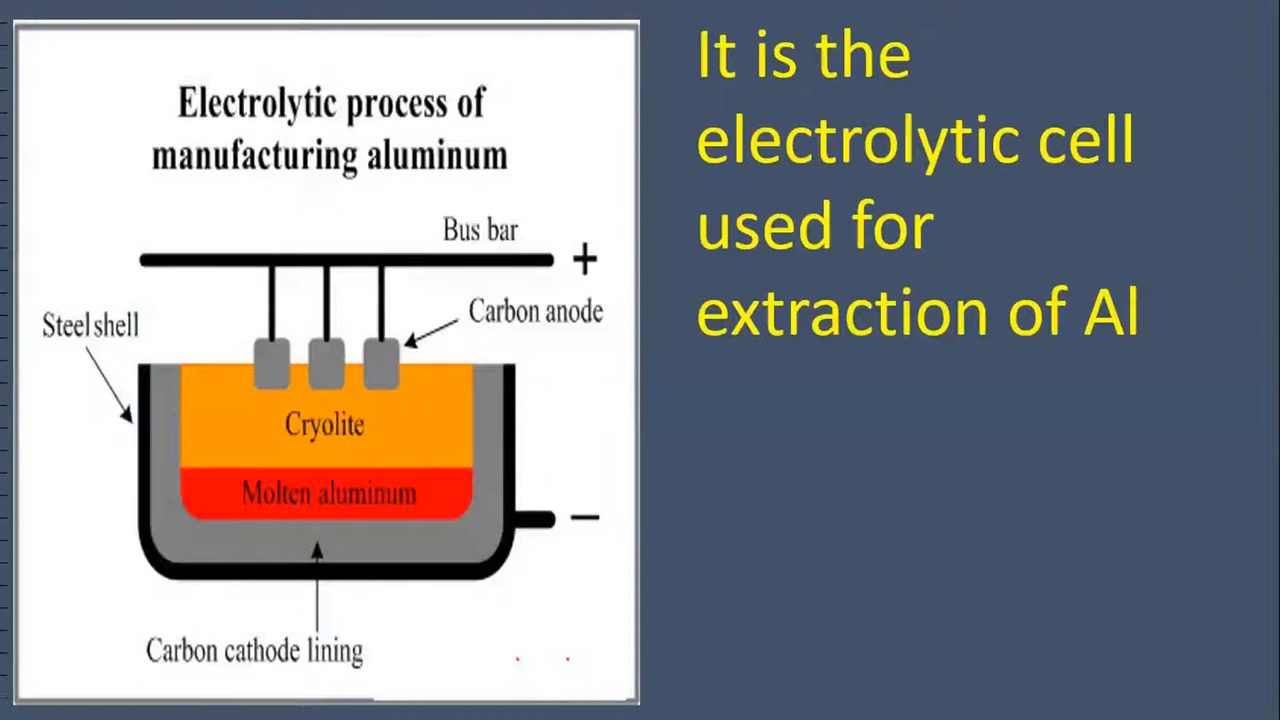 Electrolytic process of
manufacturing aluminum
Bus bar
+
Carbon anode
Steel shell
Cryolite
Molten aluminum
−
Carbon cathode lining
It is the
electrolytic cell
used for
extraction of Al